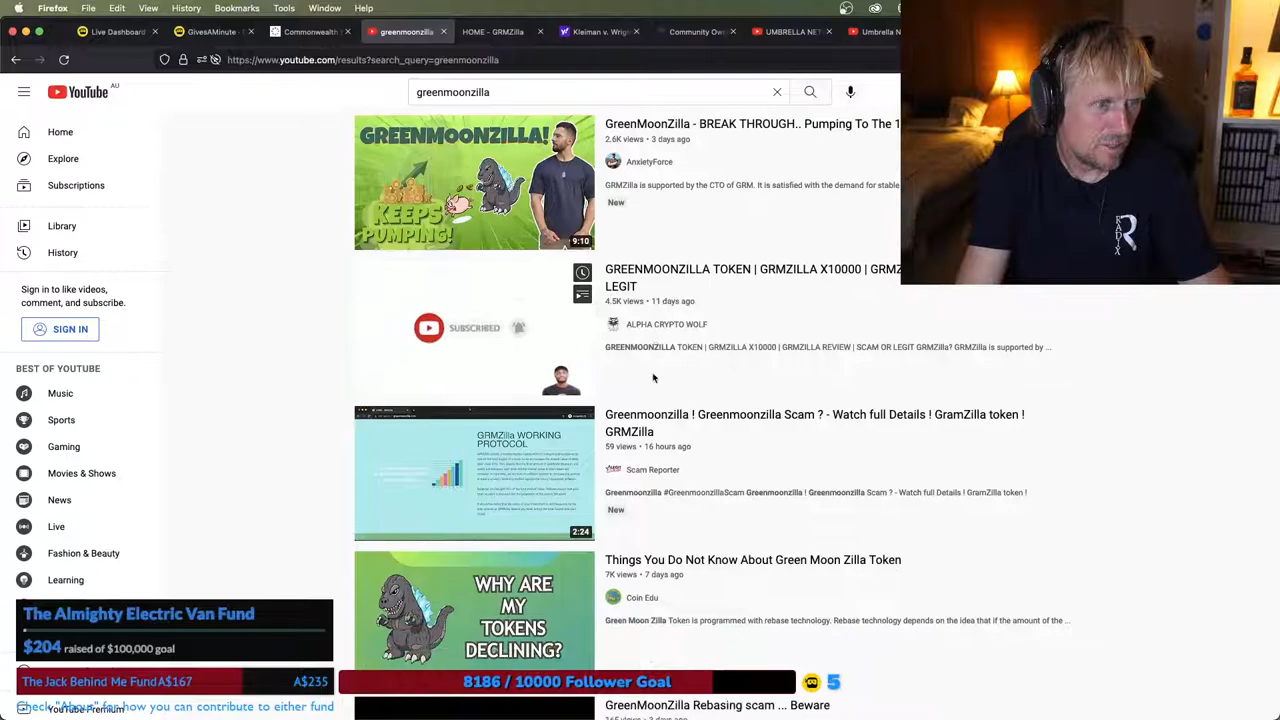 Firefox File Edit View History Bookmarks Tools Window Help
Live Dashboard
GivesAMinute -
Commonwealth
greenmoonzilla
HOME - GRMZilla
Kleiman v. Wrigh
Community Own
UMBRELLA NET
Umbrella N
https://www.youtube.com/results?search_query=greenmoonzilla
YouTube AU
greenmoonzilla
Home
Explore
Subscriptions
Library
History
Sign in to like videos,
comment, and subscribe.
SIGN IN
BEST OF YOUTUBE
Music
Sports
Gaming
Movies & Shows
News
Live
Fashion & Beauty
Learning
YouTube Premium
GREENMOONZILLA!
KEEPS
PUMPING!
9:10
GreenMoonZilla - BREAK THROUGH.. Pumping To The 1
2.6K views • 3 days ago
AnxietyForce
GRMZilla is supported by the CTO of GRM. It is satisfied with the demand for stable
New
SUBSCRIBED
GREENMOONZILLA TOKEN | GRMZILLA X10000 | GRMZ
LEGIT
4.5K views • 11 days ago
ALPHA CRYPTO WOLF
GREENMOONZILLA TOKEN | GRMZILLA X10000 | GRMZILLA REVIEW | SCAM OR LEGIT GRMZilla? GRMZilla is supported by ...
GRMZilla WORKING
PROTOCOL
2:24
Greenmoonzilla ! Greenmoonzilla Scam ? - Watch full Details ! GramZilla token !
GRMZilla
59 views • 16 hours ago
Scam Reporter
Greenmoonzilla #GreenmoonzillaScam Greenmoonzilla ! Greenmoonzilla Scam ? - Watch full Details ! GramZilla token !
New
WHY ARE
MY
TOKENS
DECLINING?
Things You Do Not Know About Green Moon Zilla Token
7K views • 7 days ago
Coin Edu
Green Moon Zilla Token is programmed with rebase technology. Rebase technology depends on the idea that if the amount of the ...
GreenMoonZilla Rebasing scam ... Beware
RADIX
The Almighty Electric Van Fund
$204 raised of $100,000 goal
The Jack Behind Me Fund A$167 A$235
8186 / 10000 Follower Goal
5
Check "About" for how you can contribute to either fund